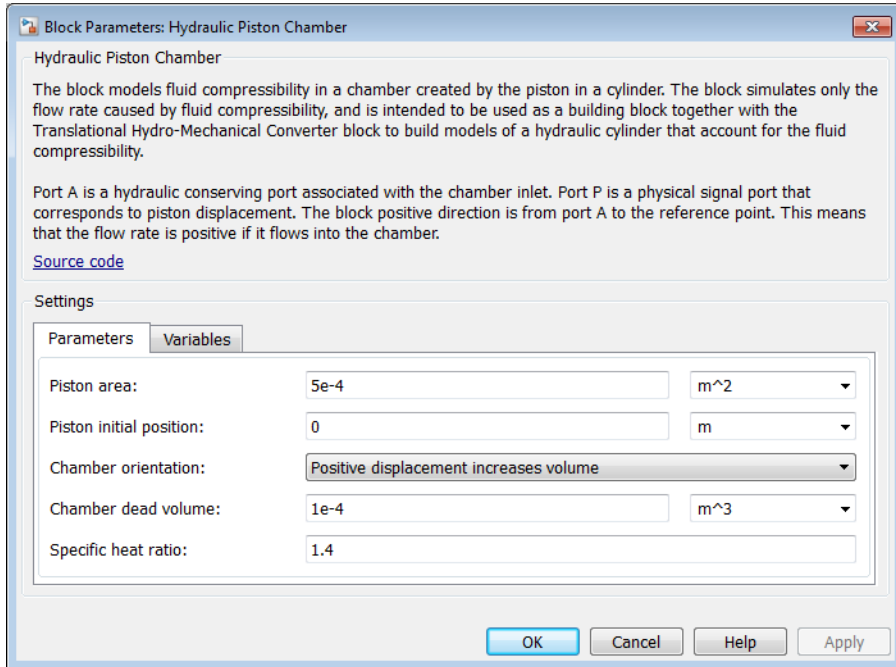 Block Parameters: Hydraulic Piston Chamber
Hydraulic Piston Chamber
The block models fluid compressibility in a chamber created by the piston in a cylinder. The block simulates only the
flow rate caused by fluid compressibility, and is intended to be used as a building block together with the
Translational Hydro-Mechanical Converter block to build models of a hydraulic cylinder that account for the fluid
compressibility.
Port A is a hydraulic conserving port associated with the chamber inlet. Port P is a physical signal port that
corresponds to piston displacement. The block positive direction is from port A to the reference point. This means
that the flow rate is positive if it flows into the chamber.
Source code
Settings
Parameters Variables
Piston area: 5e-4 m^2
Piston initial position: 0 m
Chamber orientation: Positive displacement increases volume
Chamber dead volume: 1e-4 m^3
Specific heat ratio: 1.4
OK Cancel Help Apply